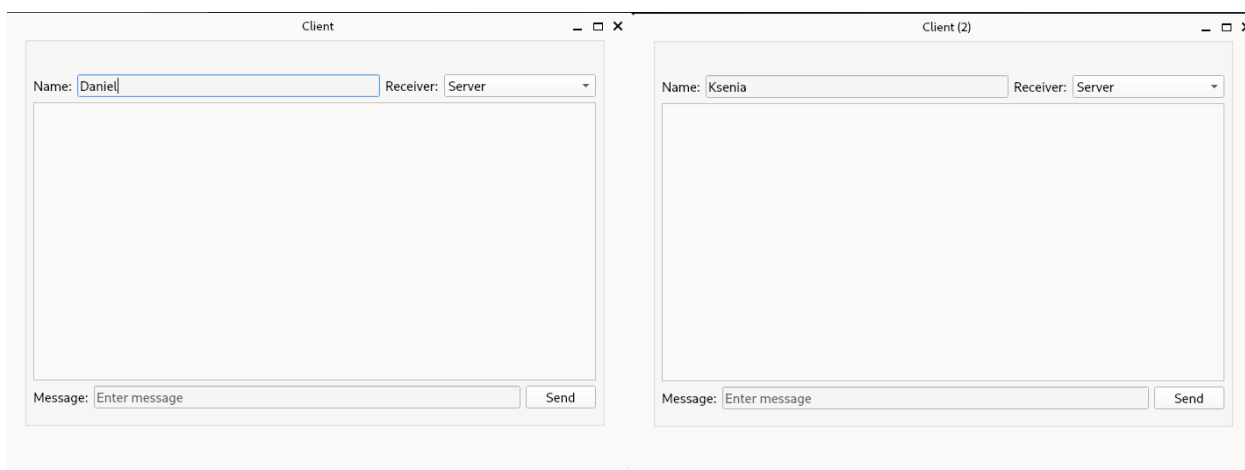 Client
Name: Daniel Receiver: Server
Message: Enter message Send
Client (2)
Name: Ksenia Receiver: Server
Message: Enter message Send